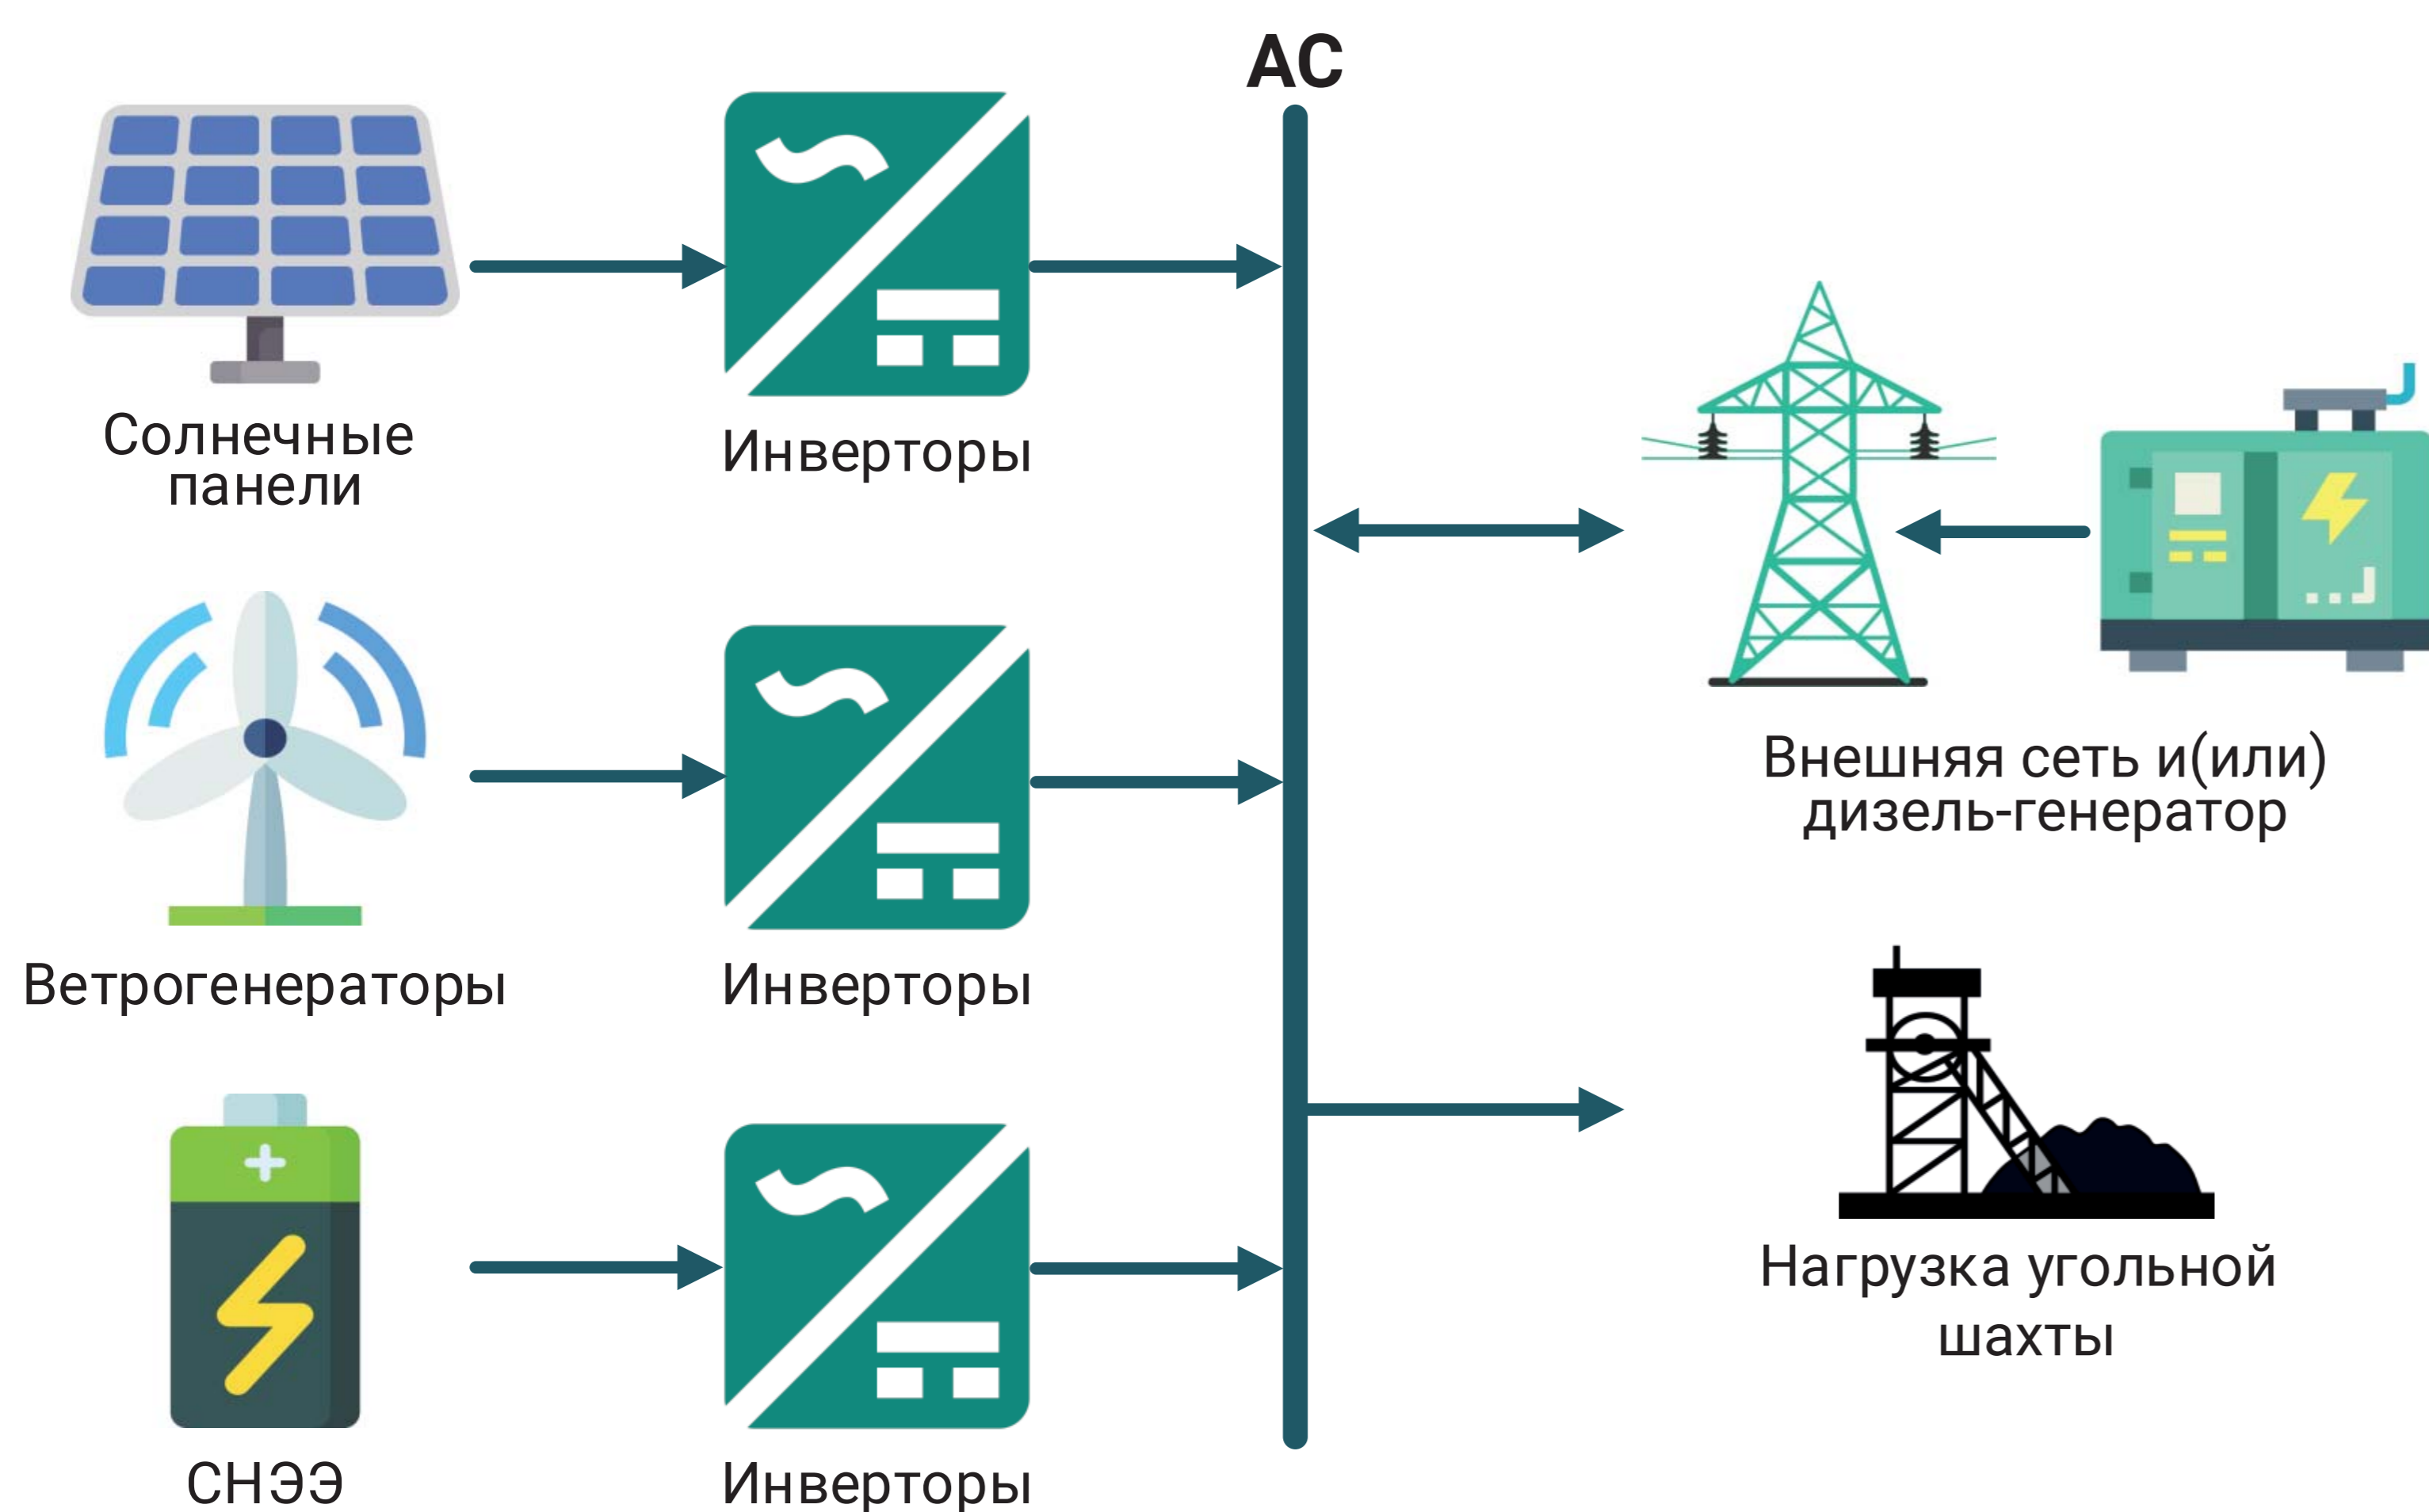 AC
Солнечные
панели
Инверторы
Внешняя сеть и(или)
дизель-генератор
Ветрогенераторы
Инверторы
Нагрузка угольной
шахты
СНЭЭ
Инверторы